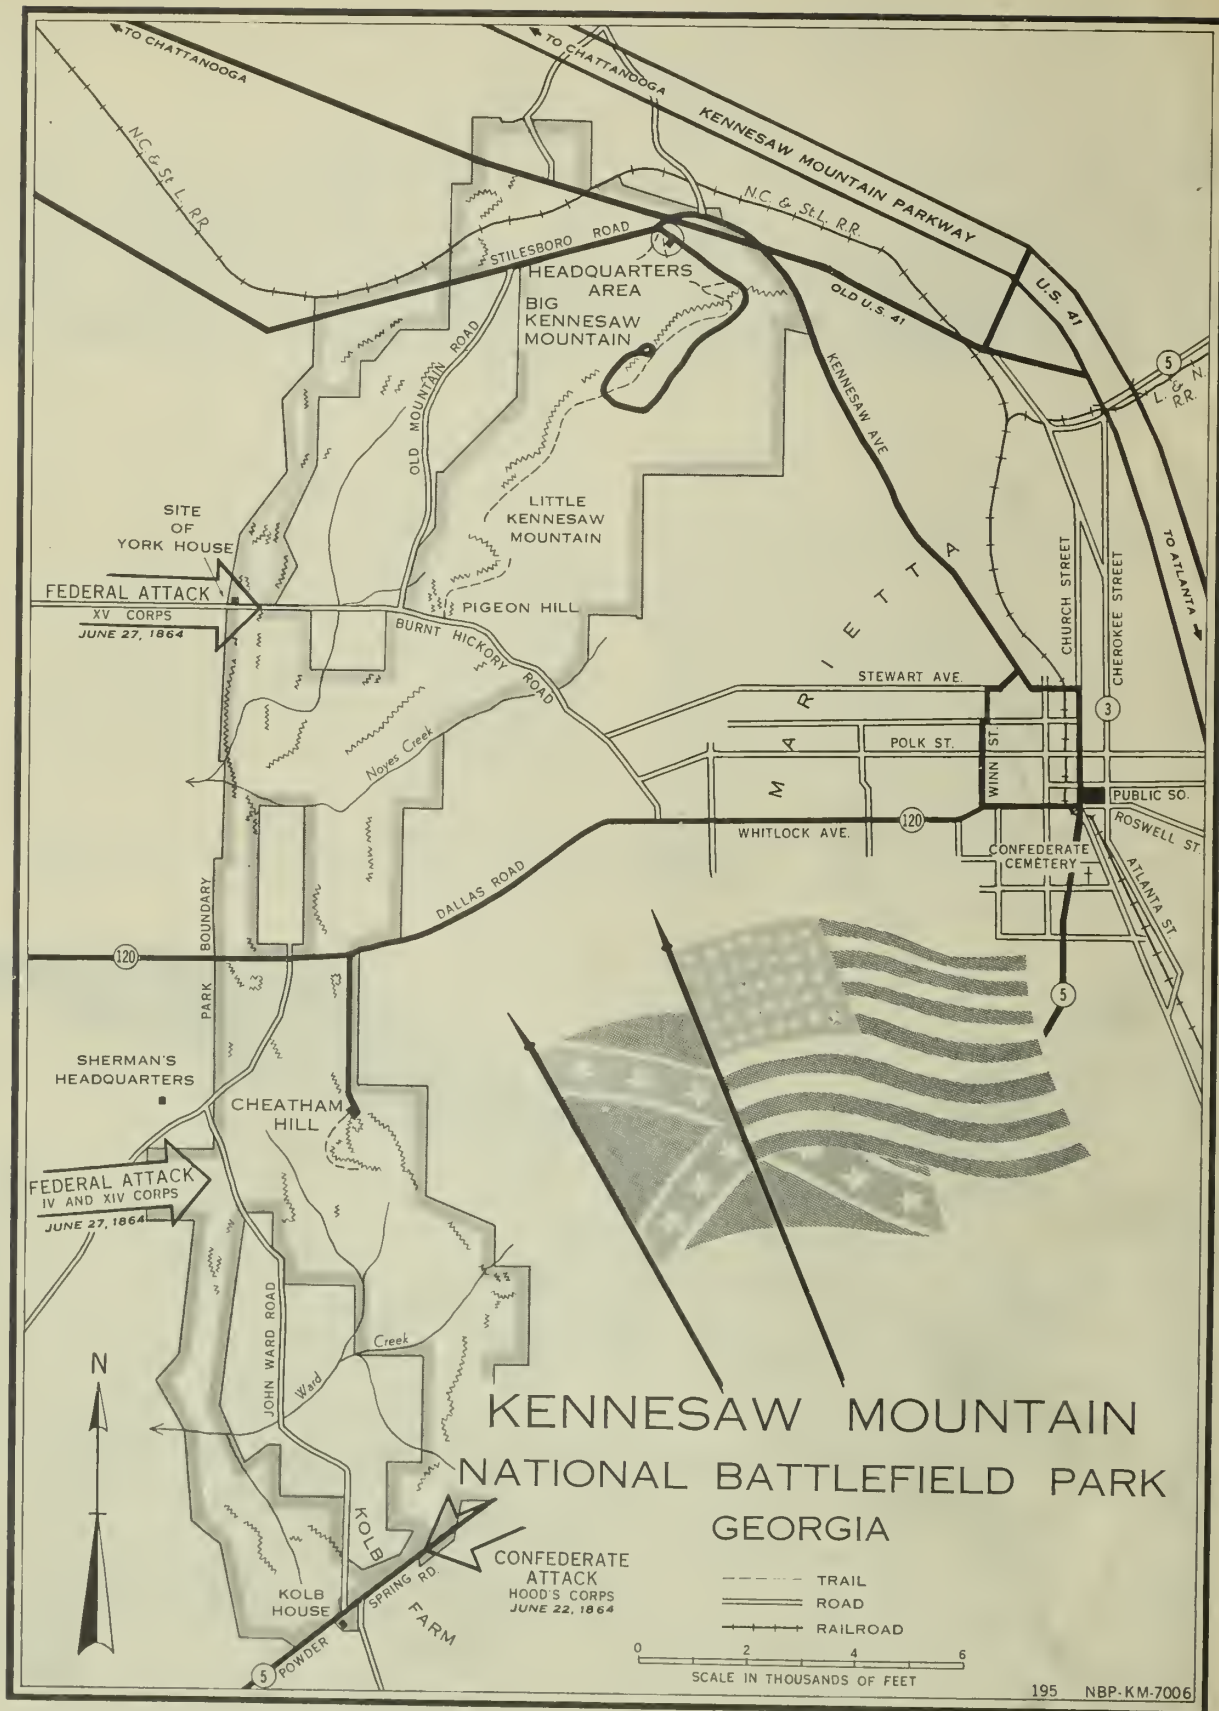 TO CHATTANOOGA
TO CHATTANOOGA
KENNESAW MOUNTAIN PARKWAY
N.C. & St. L. R.R.
N.C. & St. L. R.R.
STILESBORO ROAD
HEADQUARTERS
AREA
BIG
KENNESAW
MOUNTAIN
OLD U.S. 41
U.S. 41
5
L. & N.
R.R.
OLD MOUNTAIN ROAD
KENNESAW AVE
LITTLE
KENNESAW
MOUNTAIN
SITE
OF
YORK HOUSE
FEDERAL ATTACK
XV CORPS
JUNE 27, 1864
PIGEON HILL
BURNT HICKORY ROAD
MARIETTA
CHURCH STREET
CHEROKEE STREET
TO ATLANTA
STEWART AVE.
3
POLK ST.
WINN ST.
PUBLIC SQ.
ROSWELL ST.
Noyes Creek
WHITLOCK AVE.
120
CONFEDERATE
CEMETERY
ATLANTA ST.
DALLAS ROAD
PARK BOUNDARY
120
5
SHERMAN'S
HEADQUARTERS
CHEATHAM
HILL
FEDERAL ATTACK
IV AND XIV CORPS
JUNE 27, 1864
JOHN WARD ROAD
Ward Creek
N
KENNESAW MOUNTAIN
NATIONAL BATTLEFIELD PARK
GEORGIA
KOLB FARM
CONFEDERATE
ATTACK
HOOD'S CORPS
JUNE 22, 1864
KOLB
HOUSE
5
POWDER SPRING RD.
TRAIL
ROAD
RAILROAD
0 2 4 6
SCALE IN THOUSANDS OF FEET
195 NBP-KM-7006